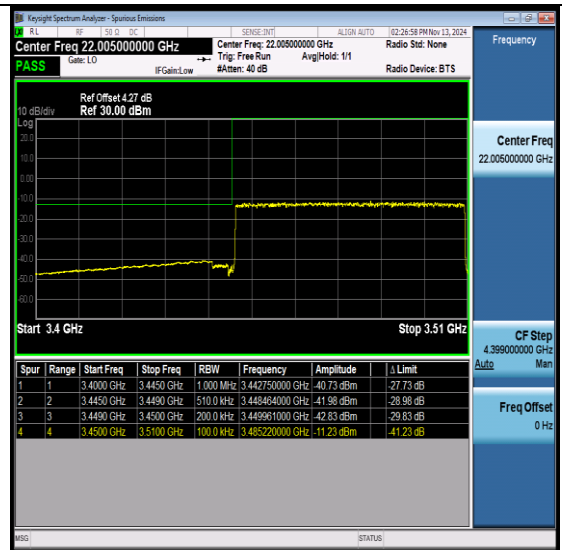 Keysight Spectrum Analyzer - Spurious Emissions
RL RF 50 Ω DC SENSE:INT ALIGN AUTO 02:26:58 PM Nov 13, 2024
Center Freq 22.005000000 GHz
Center Freq: 22.005000000 GHz
Radio Std: None
Gate: LO
Trig: Free Run
Avg|Hold: 1/1
PASS
IFGain:Low
#Atten: 40 dB
Radio Device: BTS
Frequency
Ref Offset 4.27 dB
10 dB/div Ref 30.00 dBm
Log
20.0
10.0
0.00
-10.0
-20.0
-30.0
-40.0
-50.0
-60.0
Start 3.4 GHz Stop 3.51 GHz
Spur Range Start Freq Stop Freq RBW Frequency Amplitude Δ Limit
1 1 3.4000 GHz 3.4450 GHz 1.000 MHz 3.442750000 GHz -40.73 dBm -27.73 dB
2 2 3.4450 GHz 3.4490 GHz 510.0 kHz 3.448464000 GHz -41.98 dBm -28.98 dB
3 3 3.4490 GHz 3.4500 GHz 200.0 kHz 3.449961000 GHz -42.83 dBm -29.83 dB
4 4 3.4500 GHz 3.5100 GHz 100.0 kHz 3.485220000 GHz -11.23 dBm -41.23 dB
Center Freq
22.005000000 GHz
CF Step
4.399000000 GHz
Auto Man
Freq Offset
0 Hz
MSG STATUS